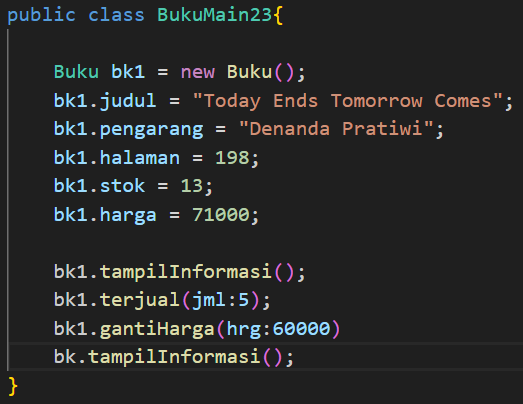 public class BukuMain23{
Buku bk1 = new Buku();
bk1.judul = "Today Ends Tomorrow Comes";
bk1.pengarang = "Denanda Pratiwi";
bk1.halaman = 198;
bk1.stok = 13;
bk1.harga = 71000;
bk1.tampilInformasi();
bk1.terjual(jml:5);
bk1.gantiHarga(hrg:60000)
bk.tampilInformasi();
}